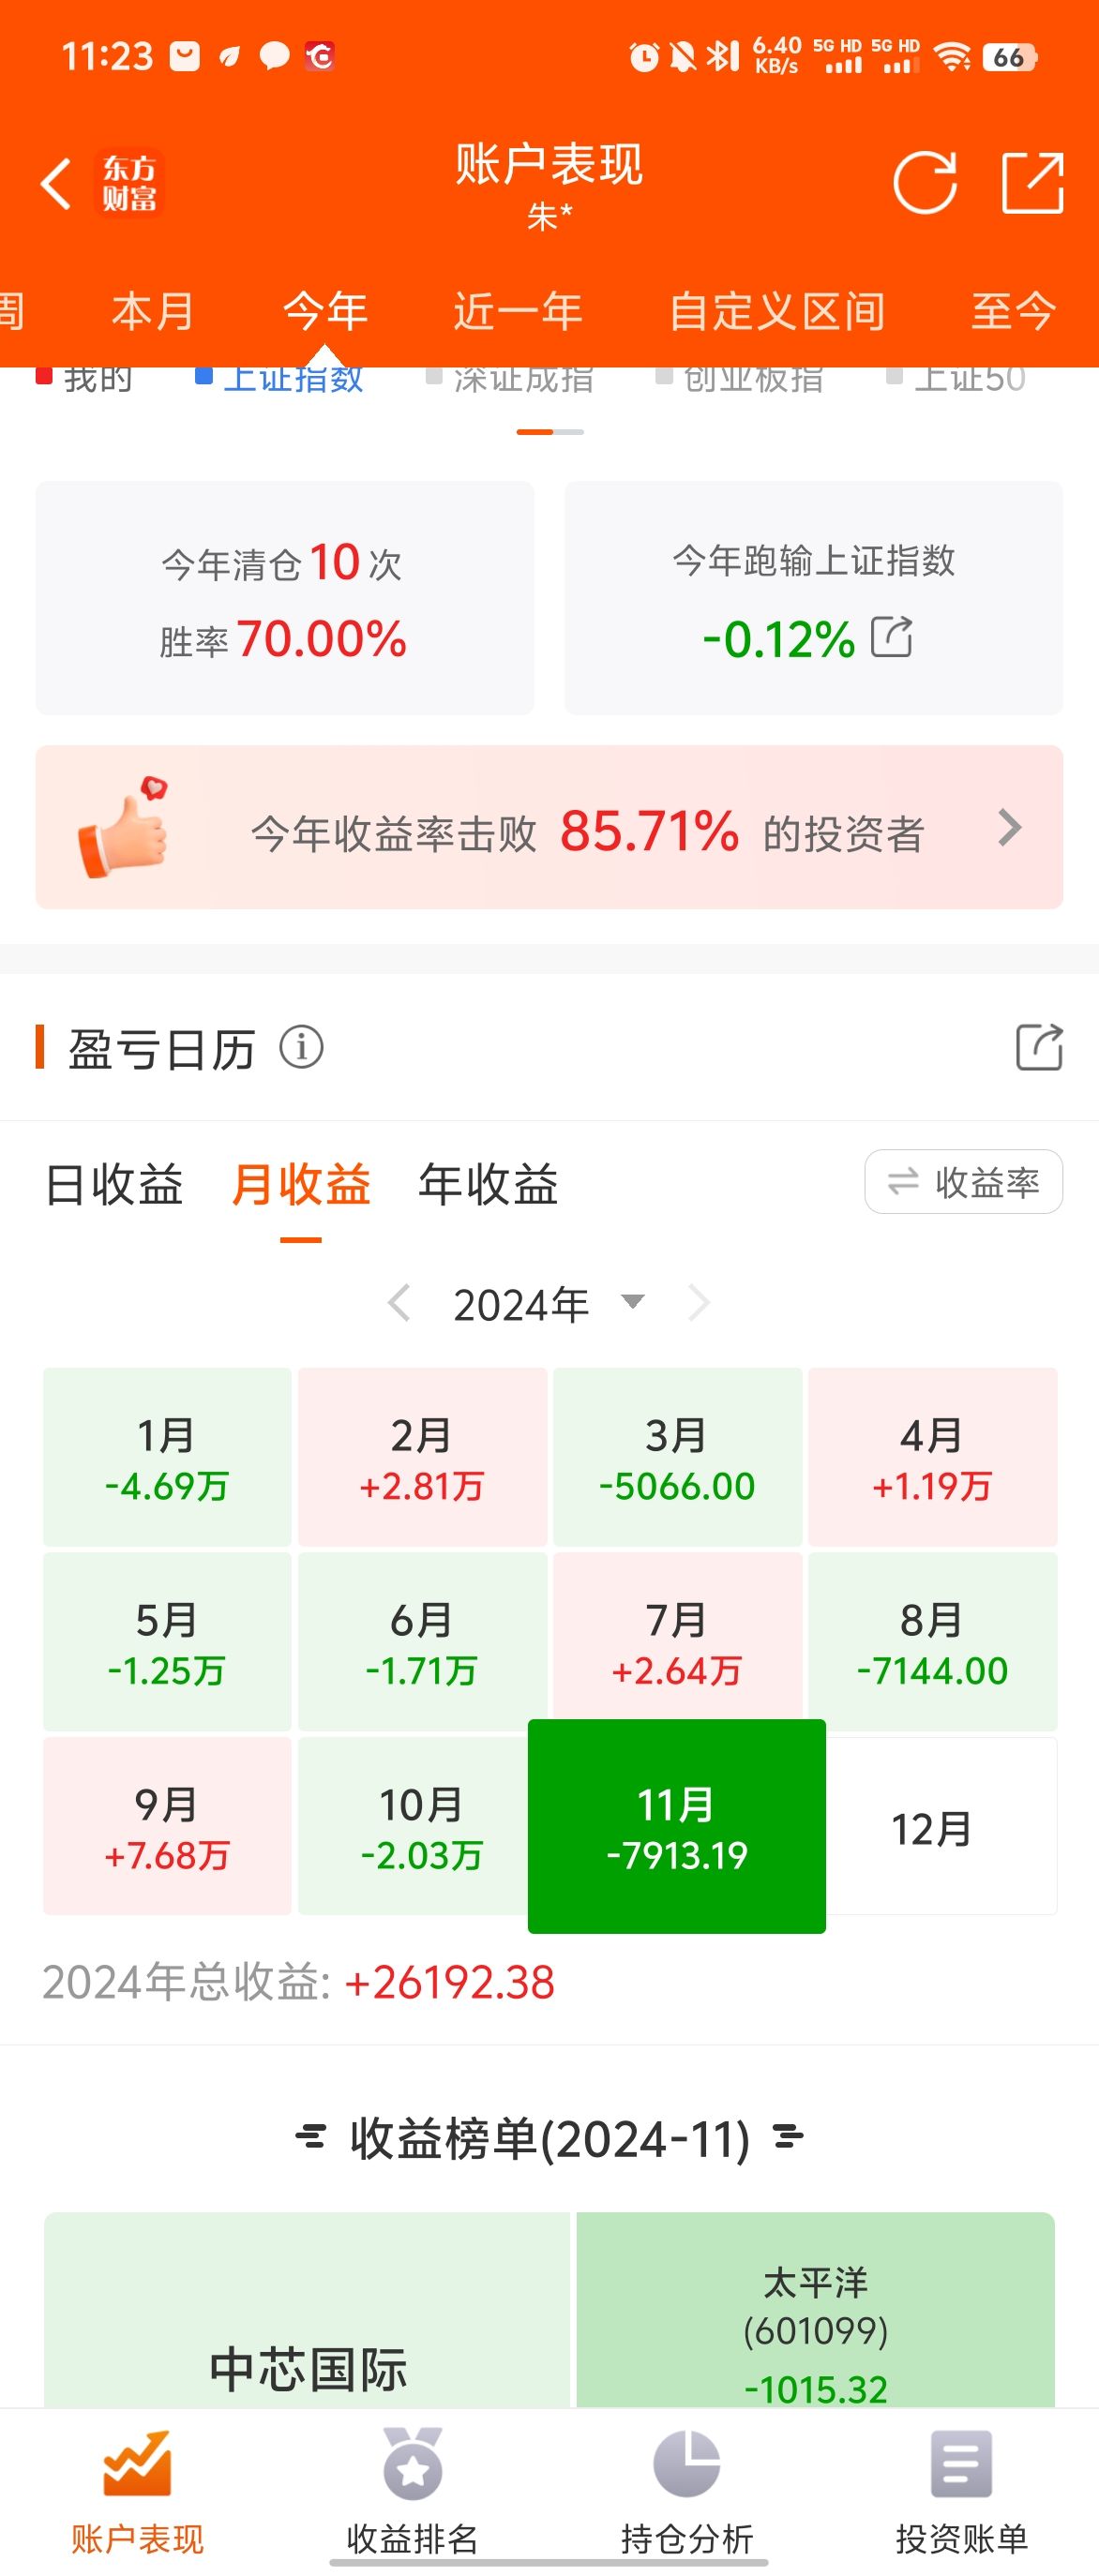 11:23
6.40 KB/s 5G HD 5G HD 66
东方财富
账户表现
朱*
周 本月 今年 近一年 自定义区间 至今
我的 上证指数 深证成指 创业板指 上证50
今年清仓10次
胜率70.00%
今年跑输上证指数
-0.12%
今年收益率击败 85.71% 的投资者
盈亏日历
日收益 月收益 年收益 收益率
2024年
1月 2月 3月 4月
-4.69万 +2.81万 -5066.00 +1.19万
5月 6月 7月 8月
-1.25万 -1.71万 +2.64万 -7144.00
9月 10月 11月 12月
+7.68万 -2.03万 -7913.19
2024年总收益: +26192.38
收益榜单(2024-11)
中芯国际
太平洋
(601099)
-1015.32
账户表现 收益排名 持仓分析 投资账单